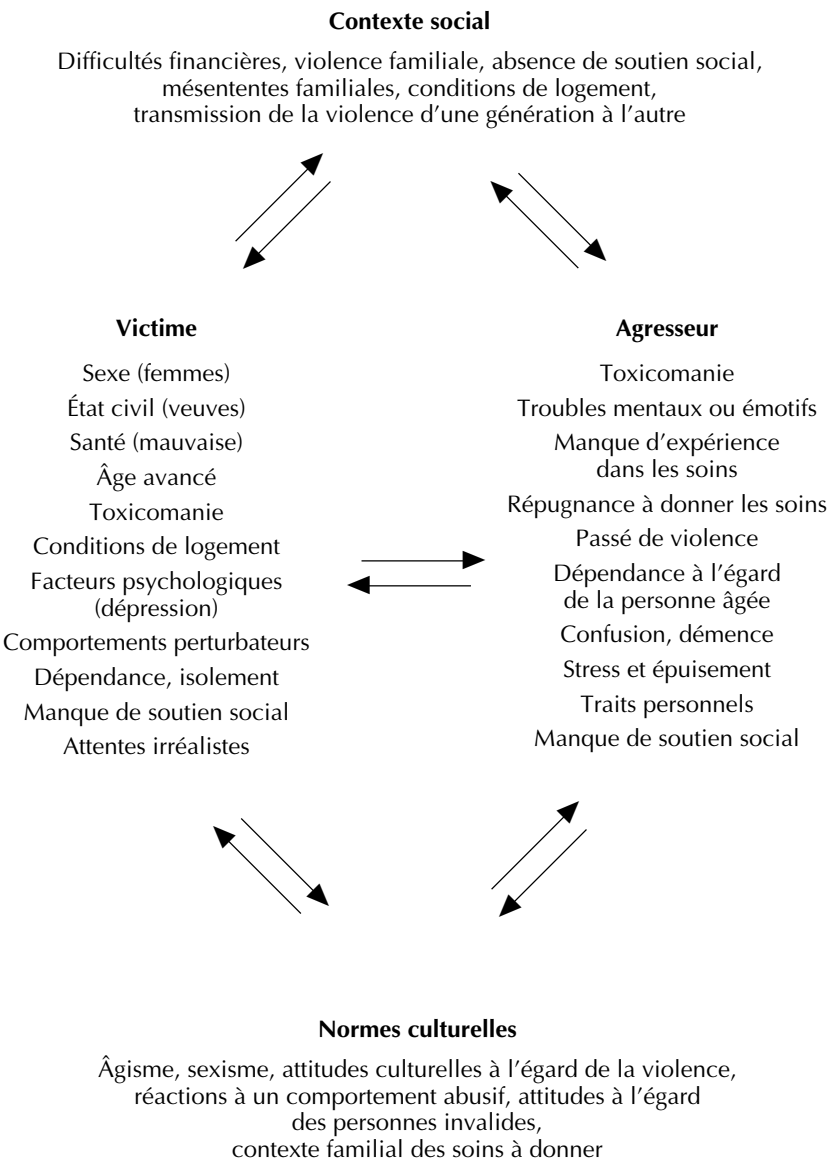 Contexte social
Difficultés financières, violence familiale, absence de soutien social,
mésententes familiales, conditions de logement,
transmission de la violence d’une génération à l’autre
Victime
Sexe (femmes)
État civil (veuves)
Santé (mauvaise)
Âge avancé
Toxicomanie
Conditions de logement
Facteurs psychologiques
(dépression)
Comportements perturbateurs
Dépendance, isolement
Manque de soutien social
Attentes irréalistes
Agresseur
Toxicomanie
Troubles mentaux ou émotifs
Manque d’expérience
dans les soins
Répugnance à donner les soins
Passé de violence
Dépendance à l’égard
de la personne âgée
Confusion, démence
Stress et épuisement
Traits personnels
Manque de soutien social
Normes culturelles
Âgisme, sexisme, attitudes culturelles à l’égard de la violence,
réactions à un comportement abusif, attitudes à l’égard
des personnes invalides,
contexte familial des soins à donner